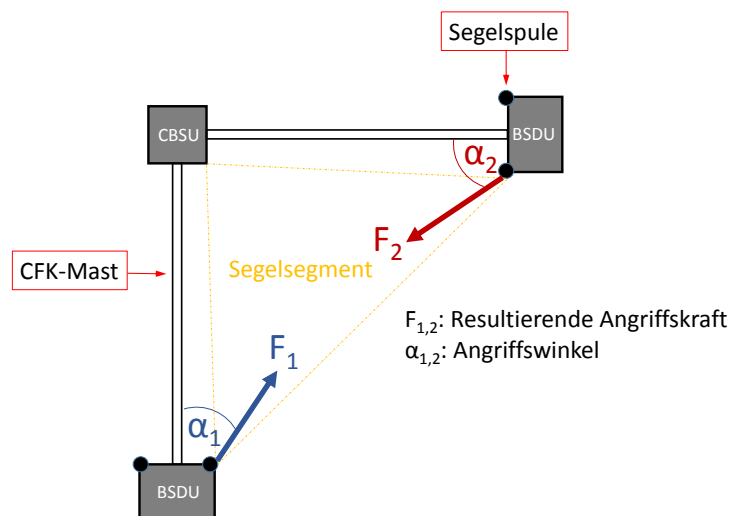 Segelspule
CBSU
BSDU
α₂
F₂
CFK-Mast
Segelsegment
F₁,₂: Resultierende Angriffskraft
α₁,₂: Angriffswinkel
F₁
α₁
BSDU